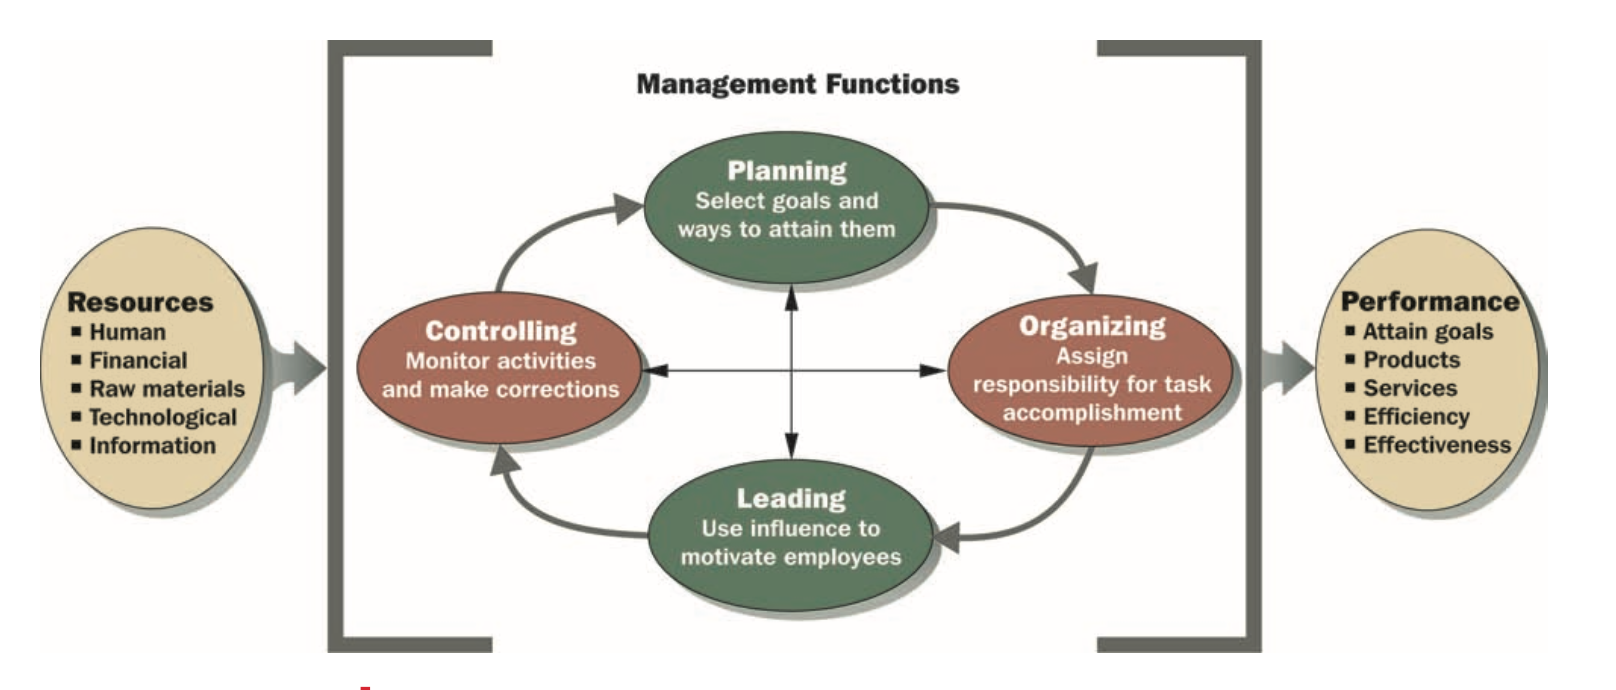 Management Functions
Planning
Select goals and
ways to attain them
Resources
▪ Human
▪ Financial
▪ Raw materials
▪ Technological
▪ Information
Controlling
Monitor activities
and make corrections
Organizing
Assign
responsibility for task
accomplishment
Leading
Use influence to
motivate employees
Performance
▪ Attain goals
▪ Products
▪ Services
▪ Efficiency
▪ Effectiveness